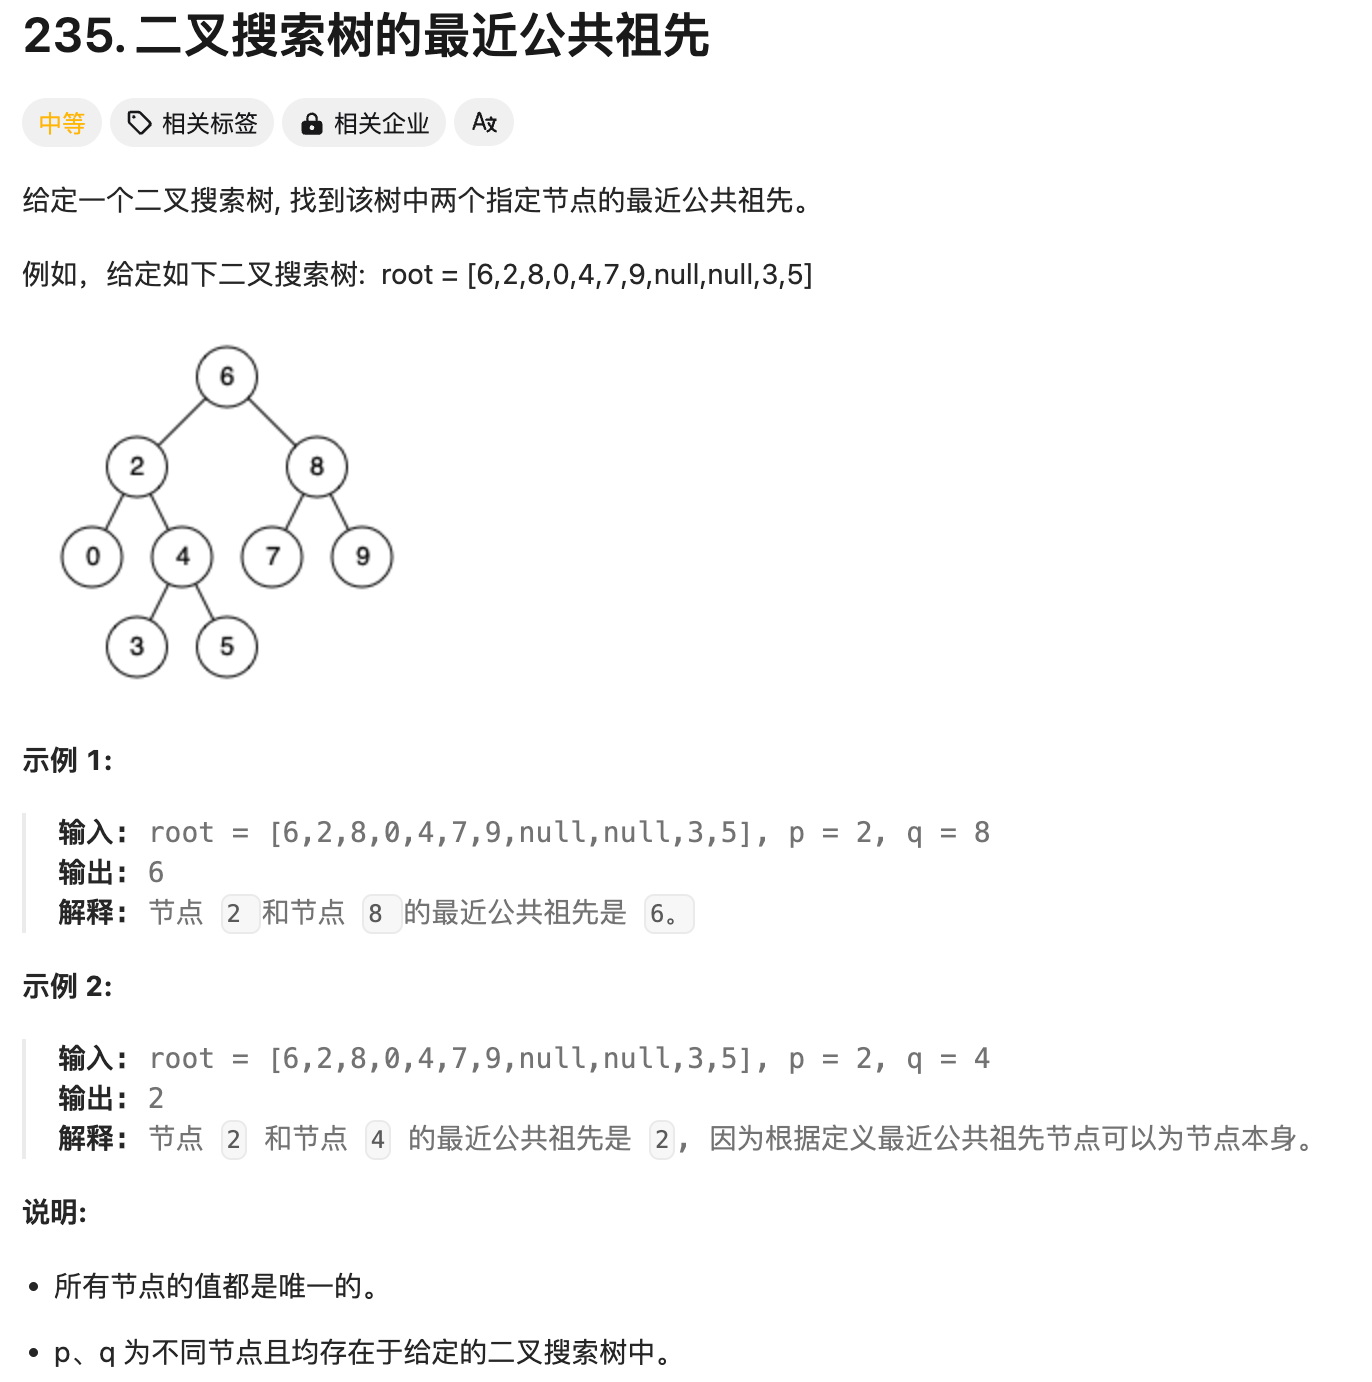 235. 二叉搜索树的最近公共祖先
中等 相关标签 相关企业 A文
给定一个二叉搜索树, 找到该树中两个指定节点的最近公共祖先。
例如，给定如下二叉搜索树: root = [6,2,8,0,4,7,9,null,null,3,5]
6
2 8
0 4 7 9
3 5
示例 1:
输入: root = [6,2,8,0,4,7,9,null,null,3,5], p = 2, q = 8
输出: 6
解释: 节点 2 和节点 8 的最近公共祖先是 6。
示例 2:
输入: root = [6,2,8,0,4,7,9,null,null,3,5], p = 2, q = 4
输出: 2
解释: 节点 2 和节点 4 的最近公共祖先是 2, 因为根据定义最近公共祖先节点可以为节点本身。
说明:
• 所有节点的值都是唯一的。
• p、q 为不同节点且均存在于给定的二叉搜索树中。